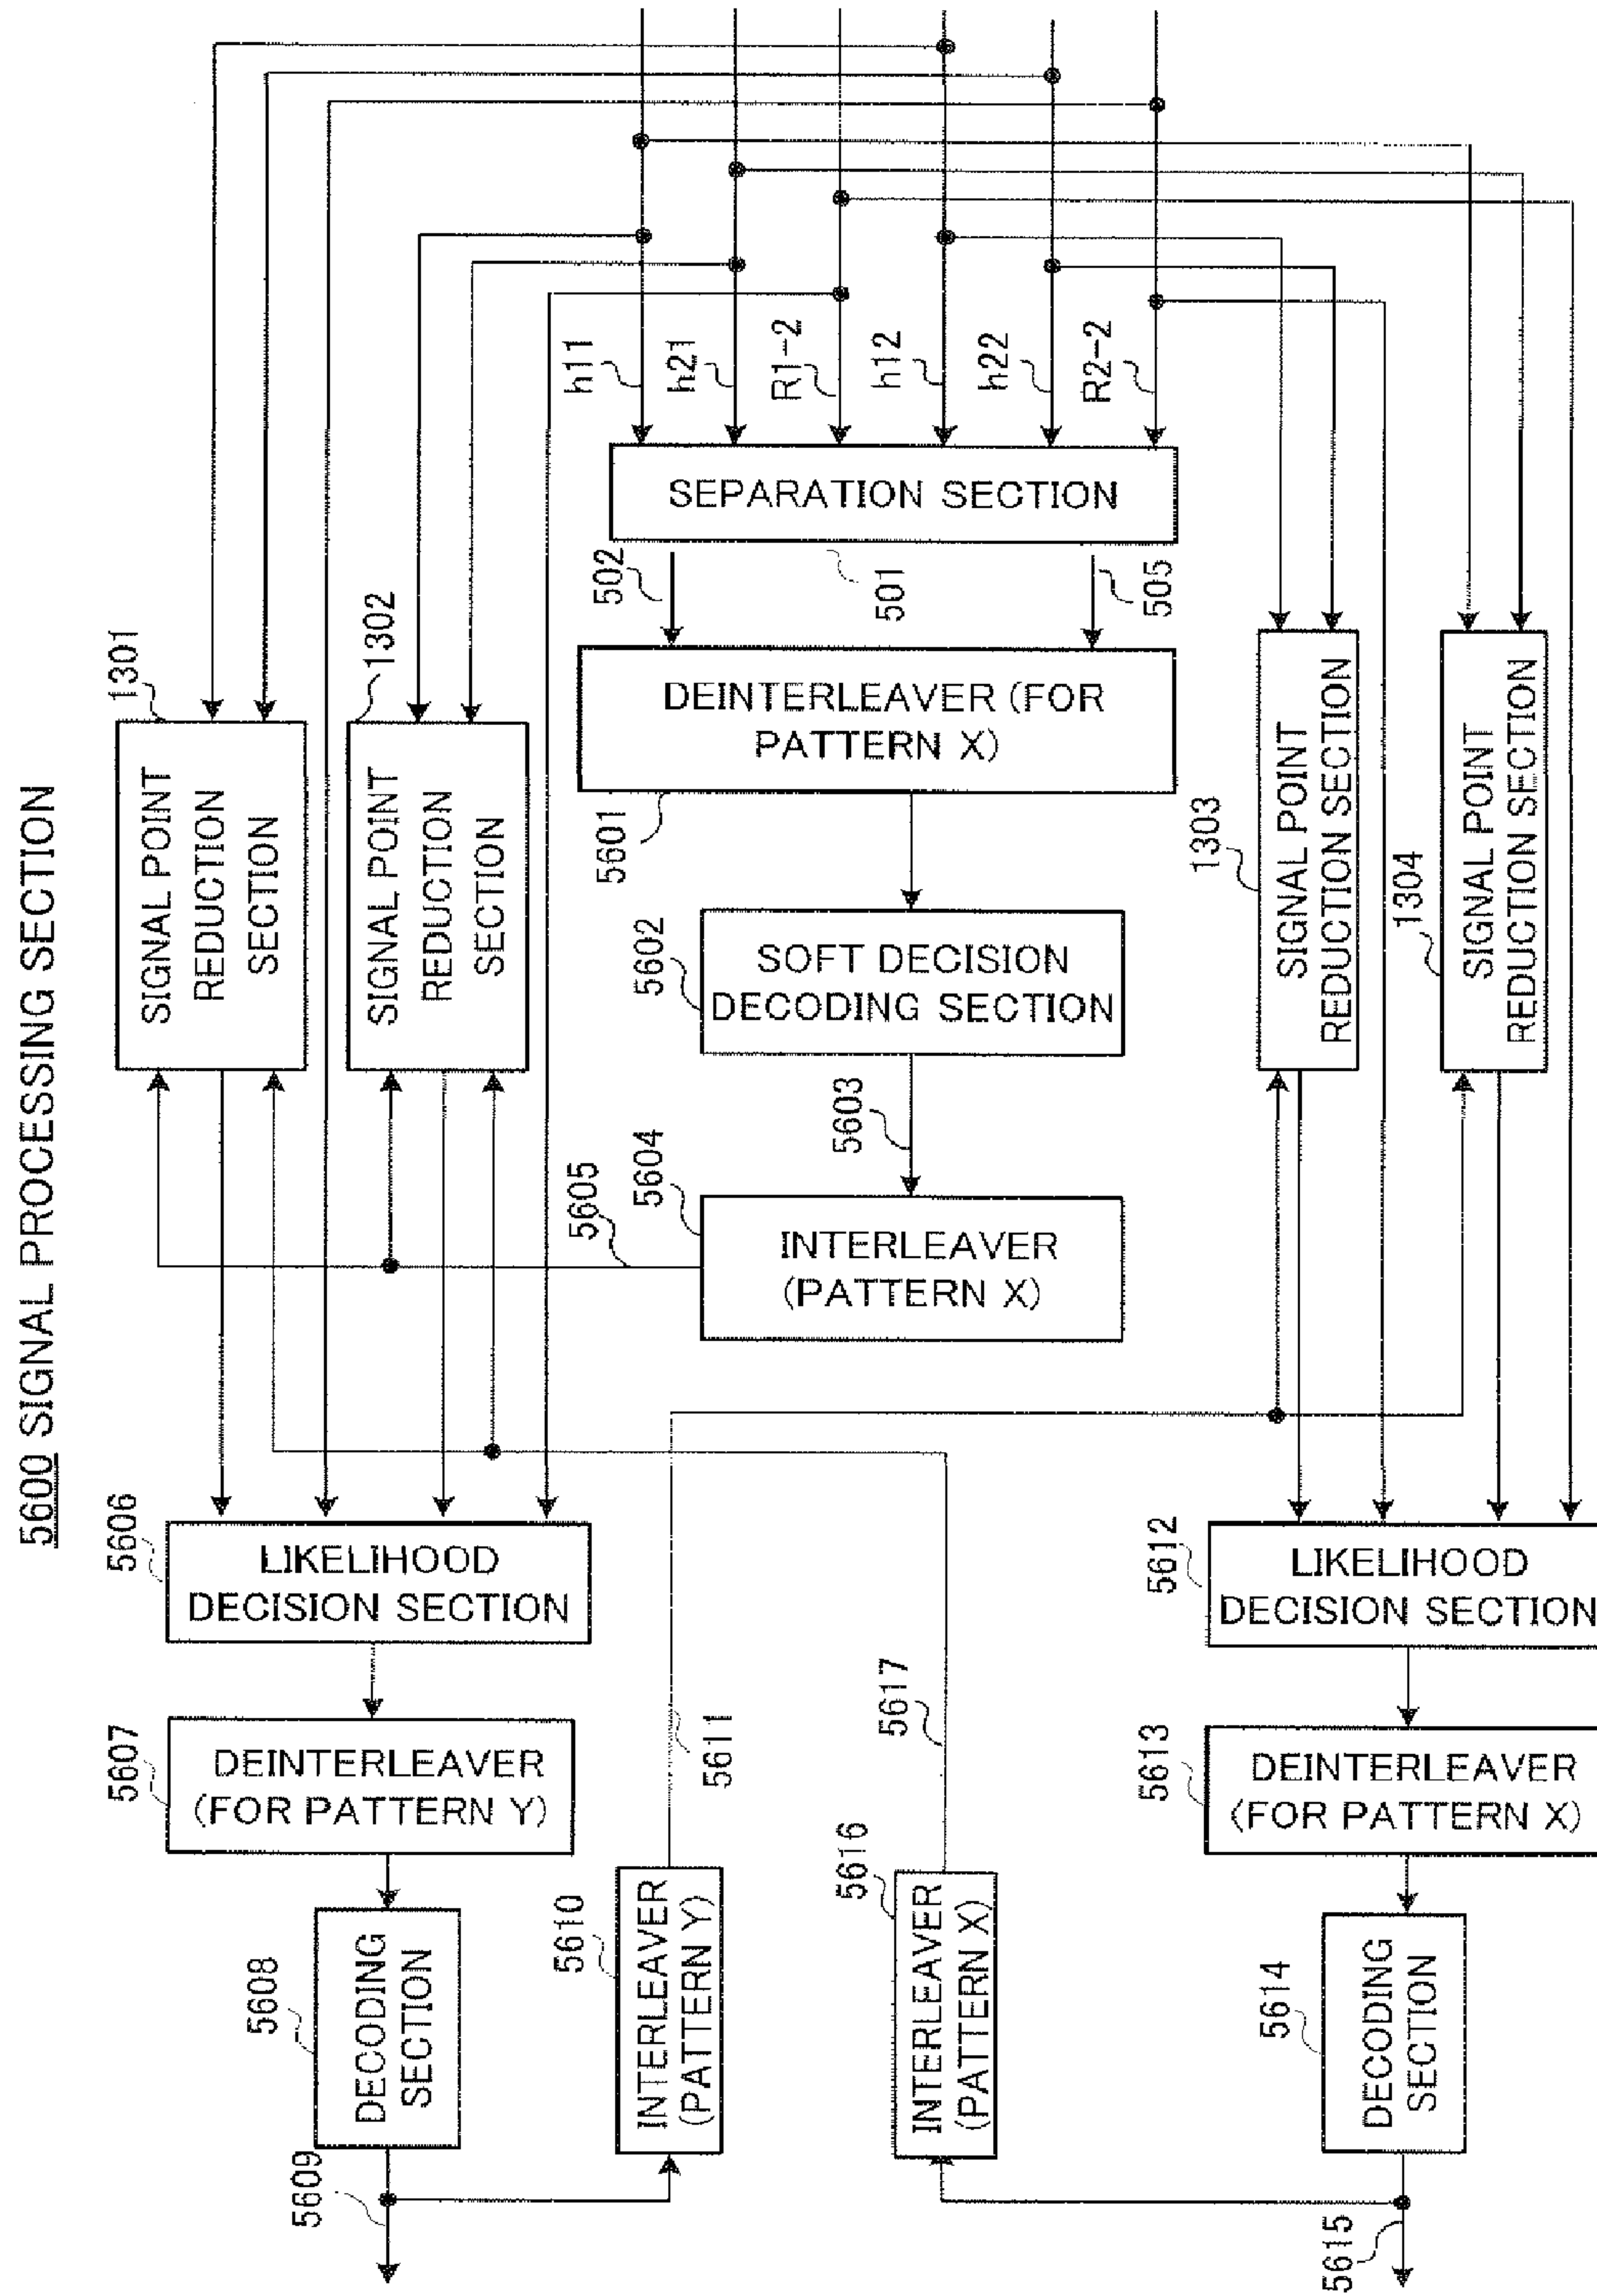 5600 SIGNAL PROCESSING SECTION
1301
SIGNAL POINT
REDUCTION
SECTION
1302
SIGNAL POINT
REDUCTION
SECTION
h11
h21
R1-2
h12
h22
R2-2
SEPARATION SECTION
501
502
505
DEINTERLEAVER (FOR
PATTERN X)
5601
5602
SOFT DECISION
DECODING SECTION
5603
5604
5605
INTERLEAVER
(PATTERN X)
1303
SIGNAL POINT
REDUCTION SECTION
1304
SIGNAL POINT
REDUCTION SECTION
5606
LIKELIHOOD
DECISION SECTION
5607
DEINTERLEAVER
(FOR PATTERN Y)
5608
DECODING
SECTION
5609
5610
INTERLEAVER
(PATTERN Y)
5611
5612
LIKELIHOOD
DECISION SECTION
5613
DEINTERLEAVER
(FOR PATTERN X)
5614
DECODING
SECTION
5615
5616
INTERLEAVER
(PATTERN X)
5617